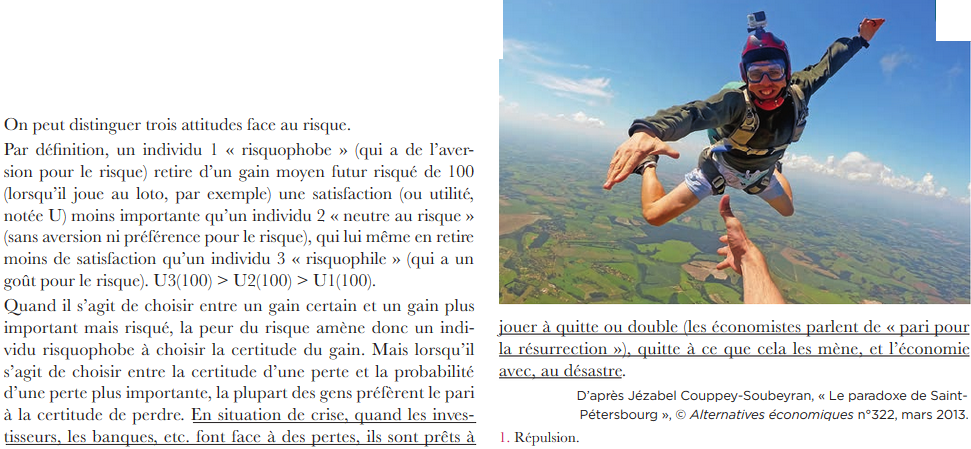 On peut distinguer trois attitudes face au risque.
Par définition, un individu 1 « risquophobe » (qui a de l'aver-
sion pour le risque) retire d'un gain moyen futur risqué de 100
(lorsqu'il joue au loto, par exemple) une satisfaction (ou utilité,
notée U) moins importante qu'un individu 2 « neutre au risque »
(sans aversion ni préférence pour le risque), qui lui même en retire
moins de satisfaction qu'un individu 3 « risquophile » (qui a un
goût pour le risque). U3(100) > U2(100) > U1(100).
Quand il s'agit de choisir entre un gain certain et un gain plus
important mais risqué, la peur du risque amène donc un indi-
vidu risquophobe à choisir la certitude du gain. Mais lorsqu'il
s'agit de choisir entre la certitude d'une perte et la probabilité
d'une perte plus importante, la plupart des gens préfèrent le pari
à la certitude de perdre. En situation de crise, quand les inves-
tisseurs, les banques, etc. font face à des pertes, ils sont prêts à
jouer à quitte ou double (les économistes parlent de « pari pour
la résurrection »), quitte à ce que cela les mène, et l'économie
avec, au désastre.
D'après Jézabel Couppey-Soubeyran, « Le paradoxe de Saint-
Pétersbourg », © Alternatives économiques n°322, mars 2013.
1. Répulsion.